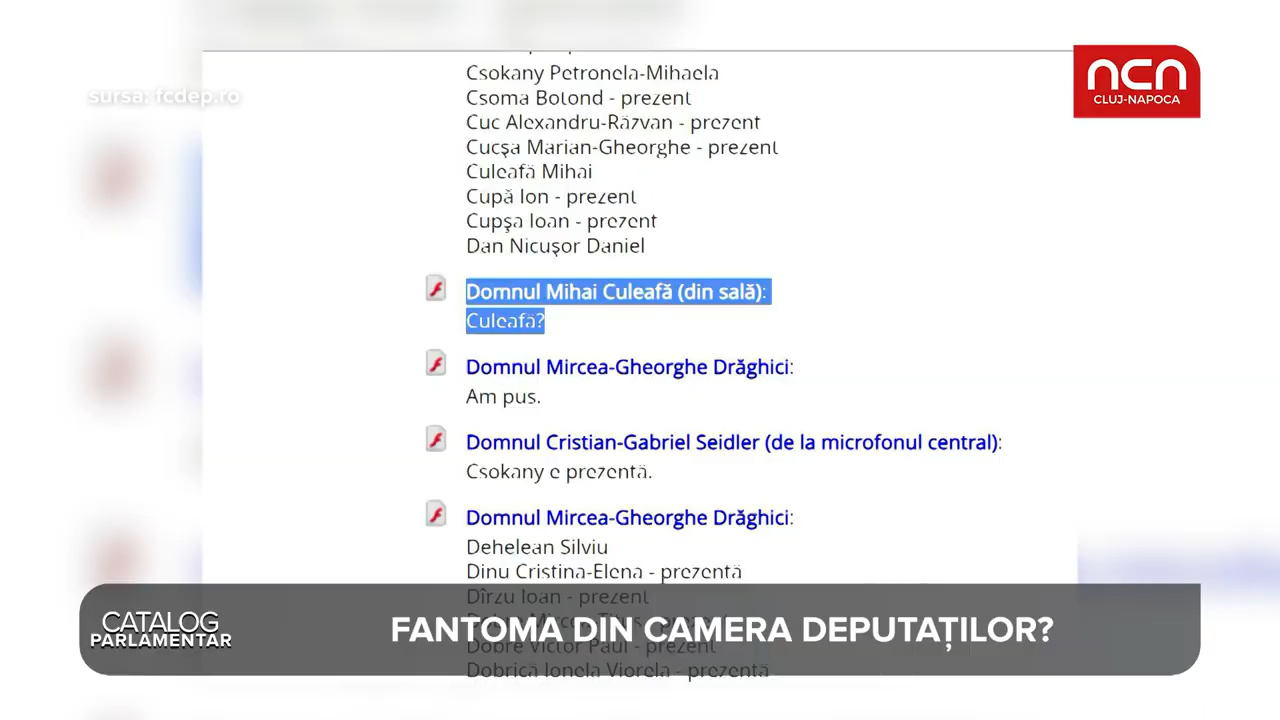 sursa: fcdep.ro
ncn
CLUJ-NAPOCA
Csokany Petronela-Mihaela
Csoma Botond - prezent
Cuc Alexandru-Răzvan - prezent
Cucşa Marian-Gheorghe - prezent
Culeafă Mihai
Cupă Ion - prezent
Cupşa Ioan - prezent
Dan Nicuşor Daniel
Domnul Mihai Culeafă (din sală):
Culeafă?
Domnul Mircea-Gheorghe Drăghici:
Am pus.
Domnul Cristian-Gabriel Seidler (de la microfonul central):
Csokany e prezentă.
Domnul Mircea-Gheorghe Drăghici:
Dehelean Silviu
Dinu Cristina-Elena - prezentă
Dîrzu Ioan - prezent
Dobre Victor Paul - prezent
Dobrică Ionela Viorela - prezentă
CATALOG
PARLAMENTAR
FANTOMA DIN CAMERA DEPUTAȚILOR?